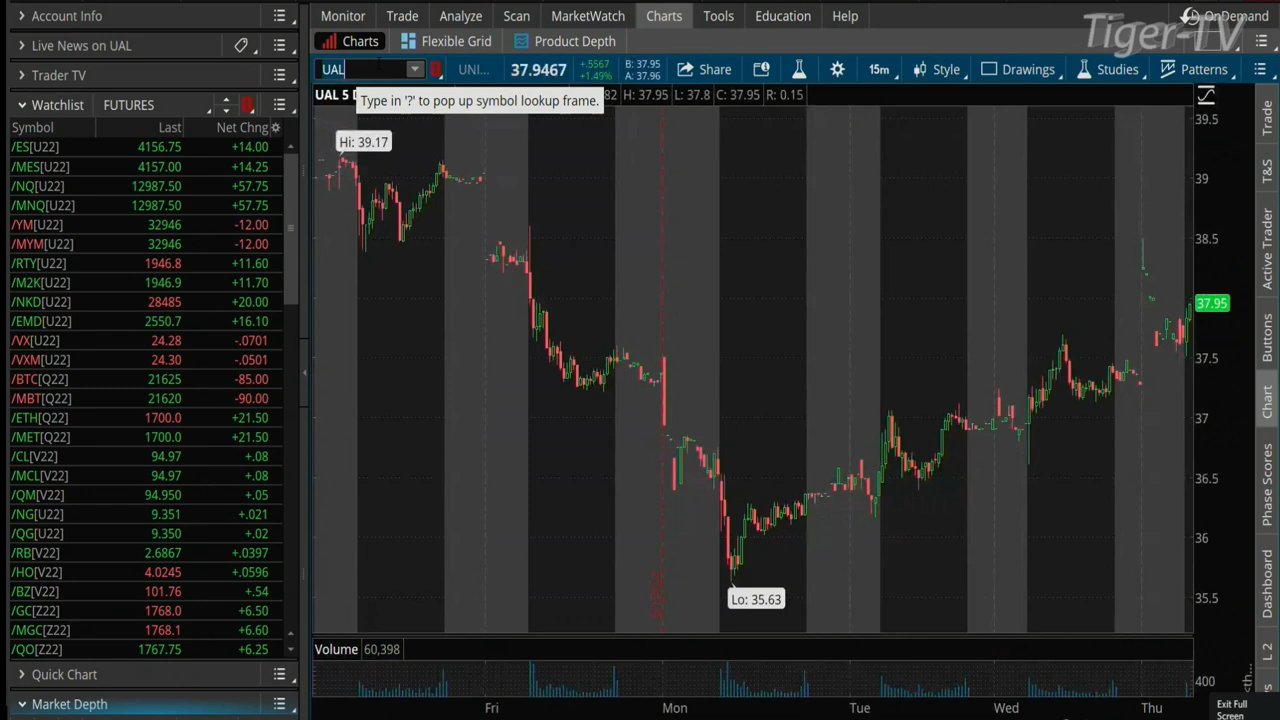 Account Info
Live News on UAL
Trader TV
Watchlist FUTURES
Symbol Last Net Chng
/ES[U22] 4156.75 +14.00
/MES[U22] 4157.00 +14.25
/NQ[U22] 12987.50 +57.75
/MNQ[U22] 12987.50 +57.75
/YM[U22] 32946 -12.00
/MYM[U22] 32946 -12.00
/RTY[U22] 1946.8 +11.60
/M2K[U22] 1946.9 +11.70
/NKD[U22] 28485 +20.00
/EMD[U22] 2550.7 +16.10
/VX[U22] 24.28 -.0701
/VXM[U22] 24.30 -.0501
/BTC[Q22] 21625 -85.00
/MBT[Q22] 21620 -90.00
/ETH[Q22] 1700.0 +21.50
/MET[Q22] 1700.0 +21.50
/CL[V22] 94.97 +.08
/MCL[V22] 94.97 +.08
/QM[V22] 94.950 +.05
/NG[V22] 9.351 +.021
/QG[U22] 9.350 +.02
/RB[V22] 2.6867 +.0397
/HO[V22] 4.0245 +.0596
/BZ[V22] 101.76 +.54
/GC[Z22] 1768.0 +6.50
/MGC[Z22] 1768.1 +6.60
/QO[Z22] 1767.75 +6.25
Quick Chart
Market Depth
Monitor Trade Analyze Scan MarketWatch Charts Tools Education Help
OnDemand
Tiger-TV
Charts Flexible Grid Product Depth
UAL UNI... 37.9467 +.5567 +1.49% B: 37.95 A: 37.96 Share 15m Style Drawings Studies Patterns
UAL 5 D
Type in '?' to pop up symbol lookup frame.
82 H: 37.95 L: 37.8 C: 37.95 R: 0.15
Hi: 39.17
Lo: 35.63
39.5
39
38.5
37.95
37.5
37
36.5
36
35.5
Volume 60,398
400
Fri Mon Tue Wed Thu
Trade
T&S
Active Trader
Buttons
Chart
Phase Scores
Dashboard
L 2
Exit Full
Screen